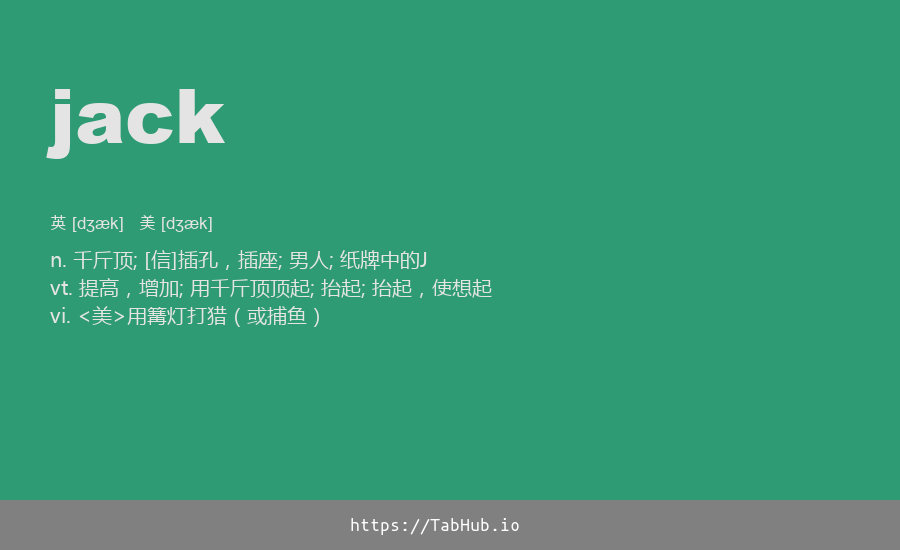 jack
英 [dʒæk] 美 [dʒæk]
n. 千斤顶; [信]插孔，插座; 男人; 纸牌中的J
vt. 提高，增加; 用千斤顶顶起; 抬起; 抬起，使想起
vi. <美>用篝灯打猎（或捕鱼）
https://TabHub.io